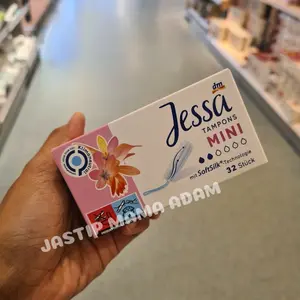 dm
Jessa
TAMPONS
MINI
mit SoftSilk® Technologie
32 Stück
JASTIP MAMA ADAM